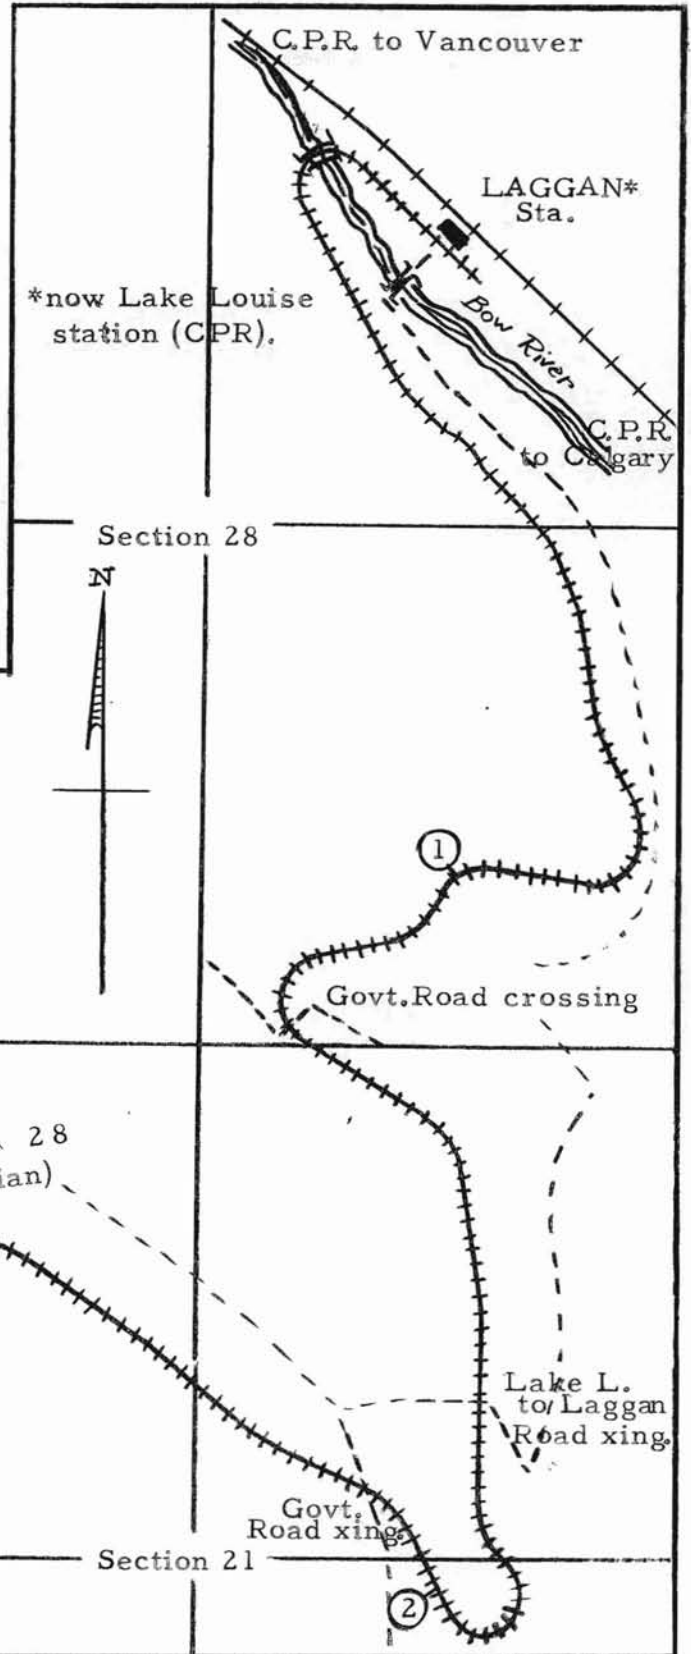 C.P.R. to Vancouver
LAGGAN*
Sta.
*now Lake Louise
station (CPR).
Bow River
C.P.R.
to Calgary
Section 28
N
1
Govt.Road crossing
28
ian)
Lake L.
to Laggan
Road xing.
Govt.
Road xing.
Section 21
2